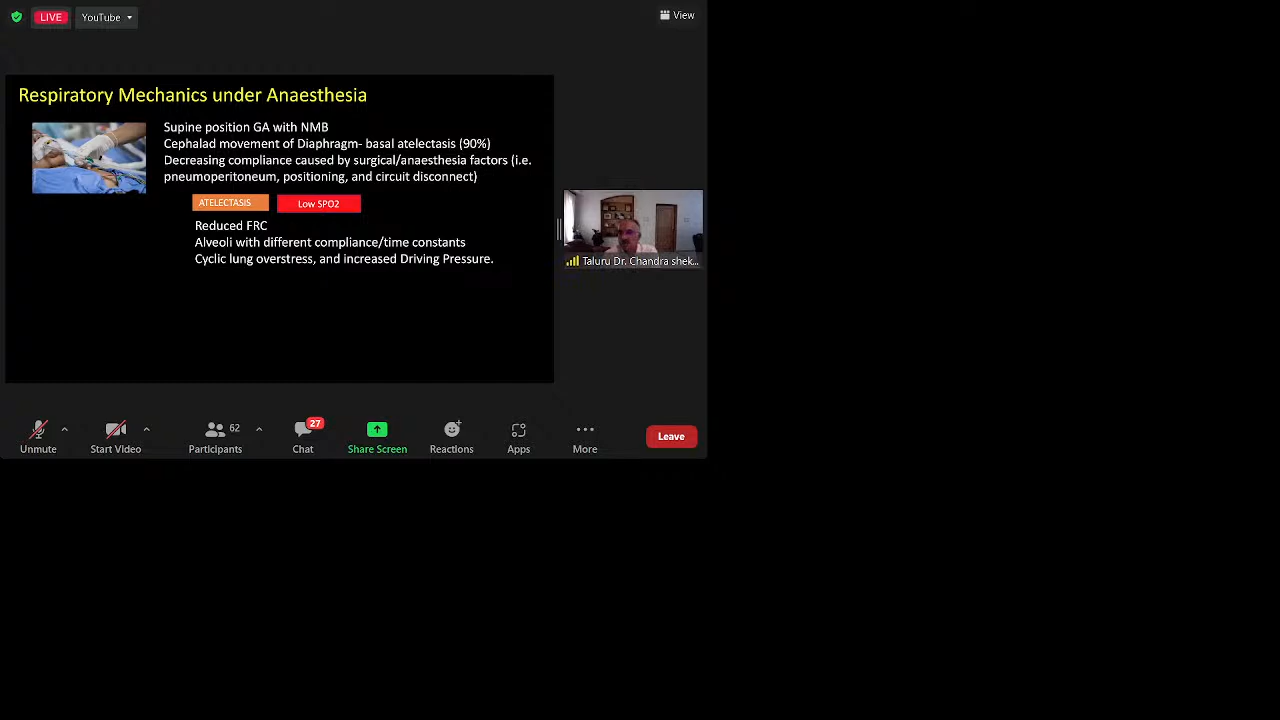 LIVE
YouTube
View
Respiratory Mechanics under Anaesthesia
Supine position GA with NMB
Cephalad movement of Diaphragm- basal atelectasis (90%)
Decreasing compliance caused by surgical/anaesthesia factors (i.e.
pneumoperitoneum, positioning, and circuit disconnect)
ATELECTASIS
Low SPO2
Reduced FRC
Alveoli with different compliance/time constants
Cyclic lung overstress, and increased Driving Pressure.
Taluru Dr. Chandra shek...
27
62
Unmute
Start Video
Participants
Chat
Share Screen
Reactions
Apps
More
Leave